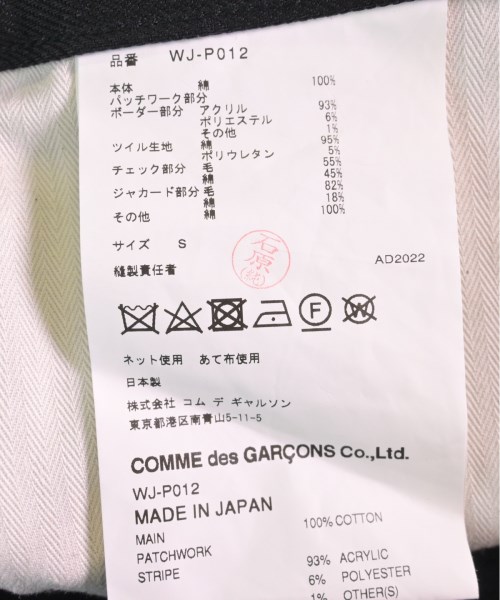 品番 WJ-P012
本体 綿 100%
パッチワーク部分
ボーダー部分 アクリル 93%
ポリエステル 6%
その他 1%
ツイル生地 綿 95%
ポリウレタン 5%
チェック部分 毛 55%
綿 45%
ジャカード部分 毛 82%
綿 18%
その他 綿 100%
サイズ S
石原(純)
縫製責任者
AD2022
F W
ネット使用 あて布使用
日本製
株式会社 コム デ ギャルソン
東京都港区南青山5-11-5
COMME des GARÇONS Co.,Ltd.
WJ-P012
MADE IN JAPAN
MAIN 100% COTTON
PATCHWORK
STRIPE 93% ACRYLIC
6% POLYESTER
1% OTHER(S)